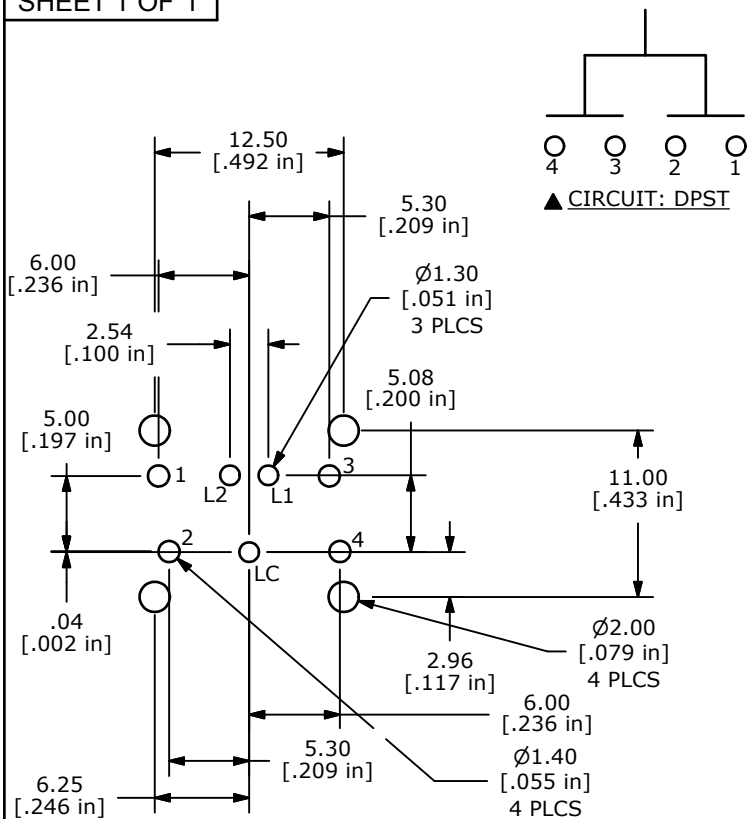 SHEET 1 OF 1
4 3 2 1
▲ CIRCUIT: DPST
12.50
[.492 in]
5.30
[.209 in]
6.00
[.236 in]
Ø1.30
[.051 in]
3 PLCS
2.54
[.100 in]
5.08
[.200 in]
5.00
[.197 in]
1
L2
L1
3
11.00
[.433 in]
2
LC
4
.04
[.002 in]
2.96
[.117 in]
Ø2.00
[.079 in]
4 PLCS
6.00
[.236 in]
5.30
[.209 in]
Ø1.40
[.055 in]
4 PLCS
6.25
[.246 in]